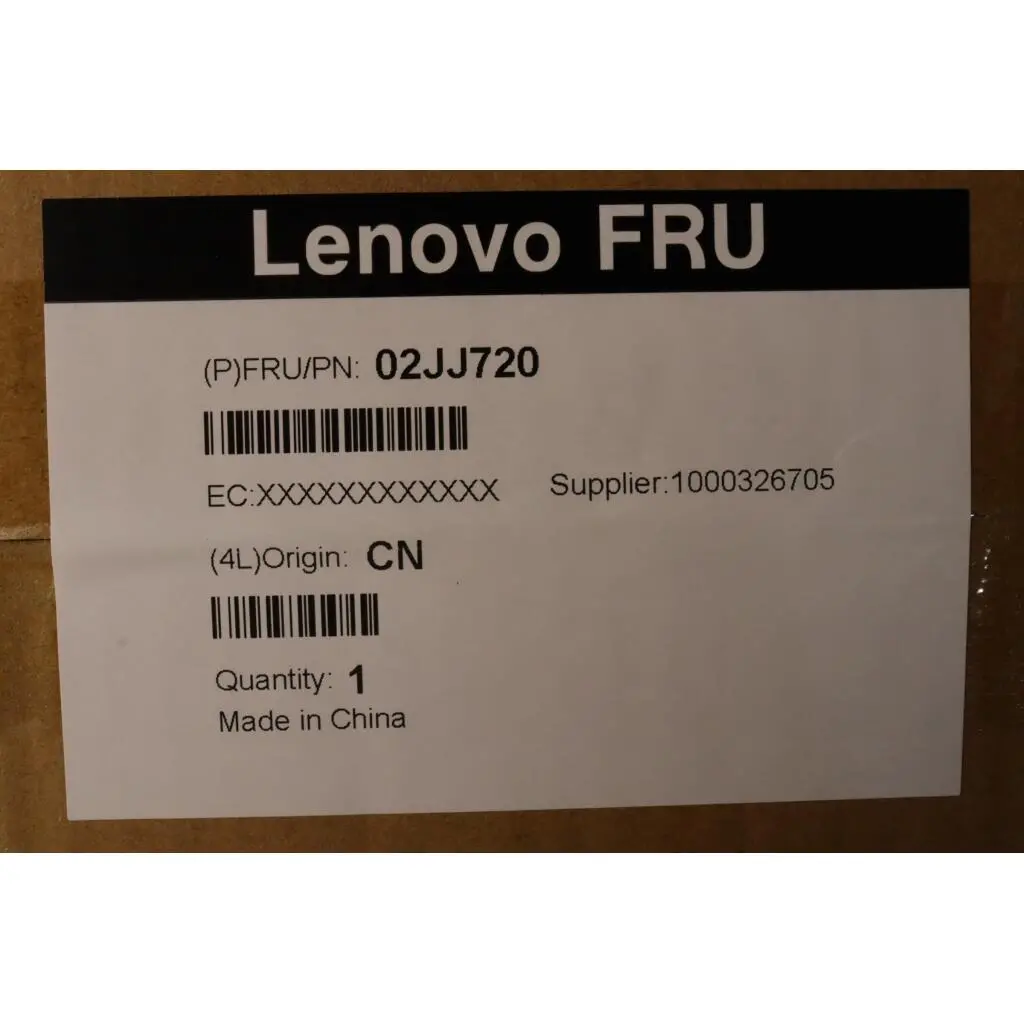 Lenovo FRU
(P)FRU/PN: 02JJ720
EC:XXXXXXXXXXXX Supplier:1000326705
(4L)Origin: CN
Quantity: 1
Made in China